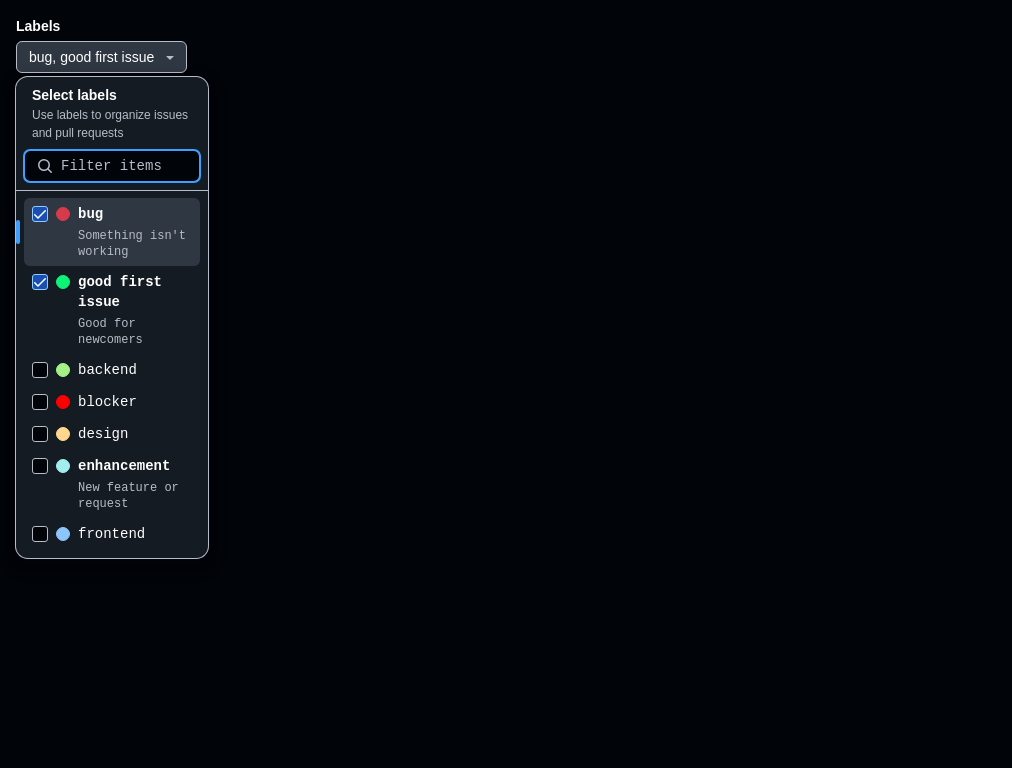 Labels
bug, good first issue
Select labels
Use labels to organize issues
and pull requests
Filter items
bug
Something isn't
working
good first
issue
Good for
newcomers
backend
blocker
design
enhancement
New feature or
request
frontend